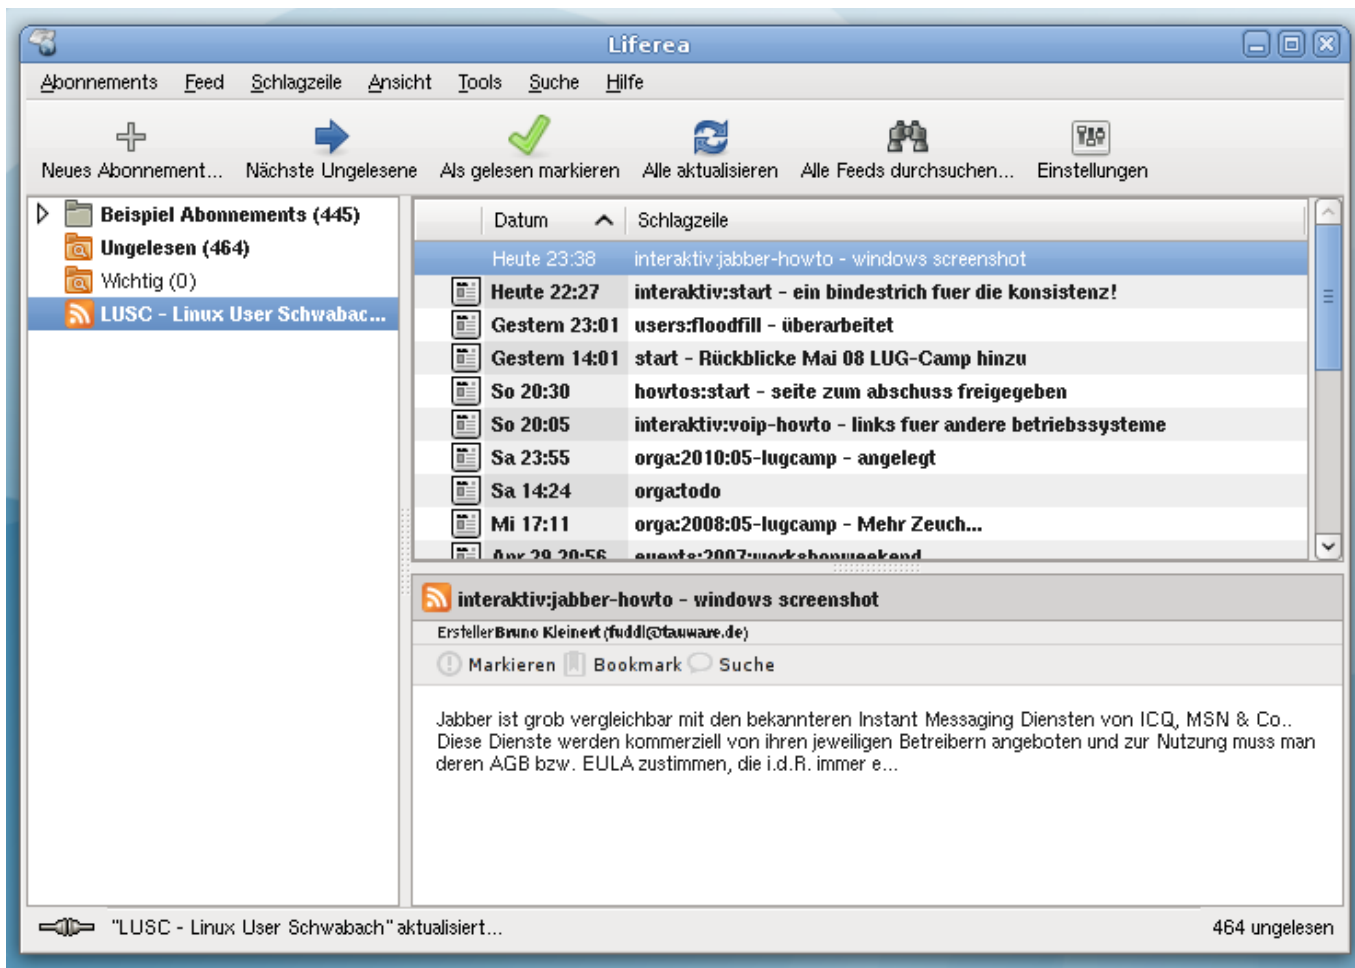 Liferea
Abonnements Feed Schlagzeile Ansicht Tools Suche Hilfe
Neues Abonnement... Nächste Ungelesene Als gelesen markieren Alle aktualisieren Alle Feeds durchsuchen... Einstellungen
Beispiel Abonnements (445)
Ungelesen (464)
Wichtig (0)
LUSC - Linux User Schwabac...
Datum Schlagzeile
Heute 23:38 interaktiv:jabber-howto - windows screenshot
Heute 22:27 interaktiv:start - ein bindestrich fuer die konsistenz!
Gestern 23:01 users:floodfill - überarbeitet
Gestern 14:01 start - Rückblicke Mai 08 LUG-Camp hinzu
So 20:30 howtos:start - seite zum abschuss freigegeben
So 20:05 interaktiv:voip-howto - links fuer andere betriebssysteme
Sa 23:55 orga:2010:05-lugcamp - angelegt
Sa 14:24 orga:todo
Mi 17:11 orga:2008:05-lugcamp - Mehr Zeuch...
Apr 29 20:56 events:2007:workshopweekend
interaktiv:jabber-howto - windows screenshot
Ersteller Bruno Kleinert (fuddl@tauware.de)
Markieren Bookmark Suche
Jabber ist grob vergleichbar mit den bekannteren Instant Messaging Diensten von ICQ, MSN & Co..
Diese Dienste werden kommerziell von ihren jeweiligen Betreibern angeboten und zur Nutzung muss man
deren AGB bzw. EULA zustimmen, die i.d.R. immer e...
"LUSC - Linux User Schwabach" aktualisiert...
464 ungelesen